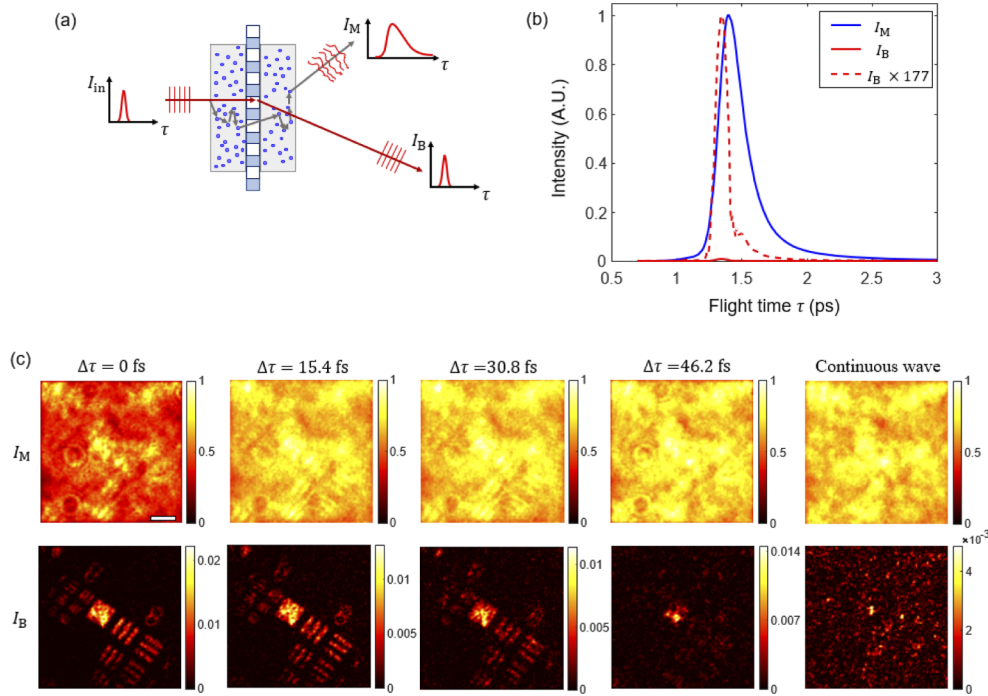 (a)
I_M
τ
I_in
τ
I_B
τ
(b)
Intensity (A.U.)
1
0.8
0.6
0.4
0.2
0
0.5
1
1.5
2
2.5
3
Flight time τ (ps)
I_M
I_B
I_B × 177
(c)
Δτ = 0 fs
Δτ = 15.4 fs
Δτ = 30.8 fs
Δτ = 46.2 fs
Continuous wave
I_M
1
0.5
0
1
0.5
0
1
0.5
0
1
0.5
0
1
0.5
0
I_B
0.02
0.01
0
0.01
0.005
0
0.01
0.005
0
0.014
0.007
0
×10⁻³
4
2
0